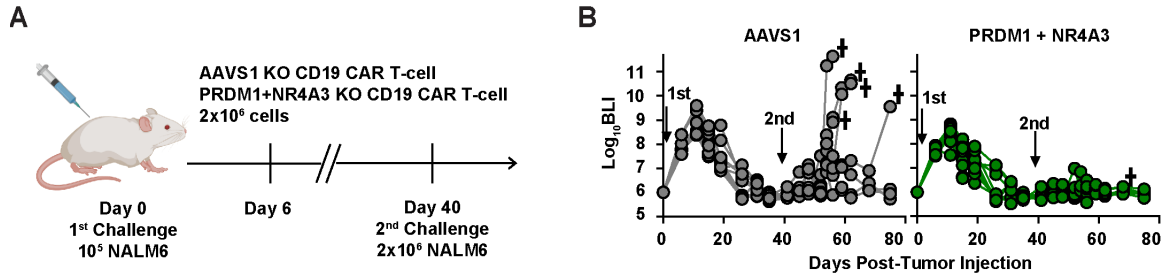 A
AAVS1 KO CD19 CAR T-cell
PRDM1+NR4A3 KO CD19 CAR T-cell
2x10⁶ cells
Day 0
1ˢᵗ Challenge
10⁵ NALM6
Day 6
Day 40
2ⁿᵈ Challenge
2x10⁶ NALM6
B
AAVS1
PRDM1 + NR4A3
Log₁₀BLI
11
10
9
8
7
6
5
1st
2nd
1st
2nd
0 20 40 60 80
0 20 40 60 80
Days Post-Tumor Injection